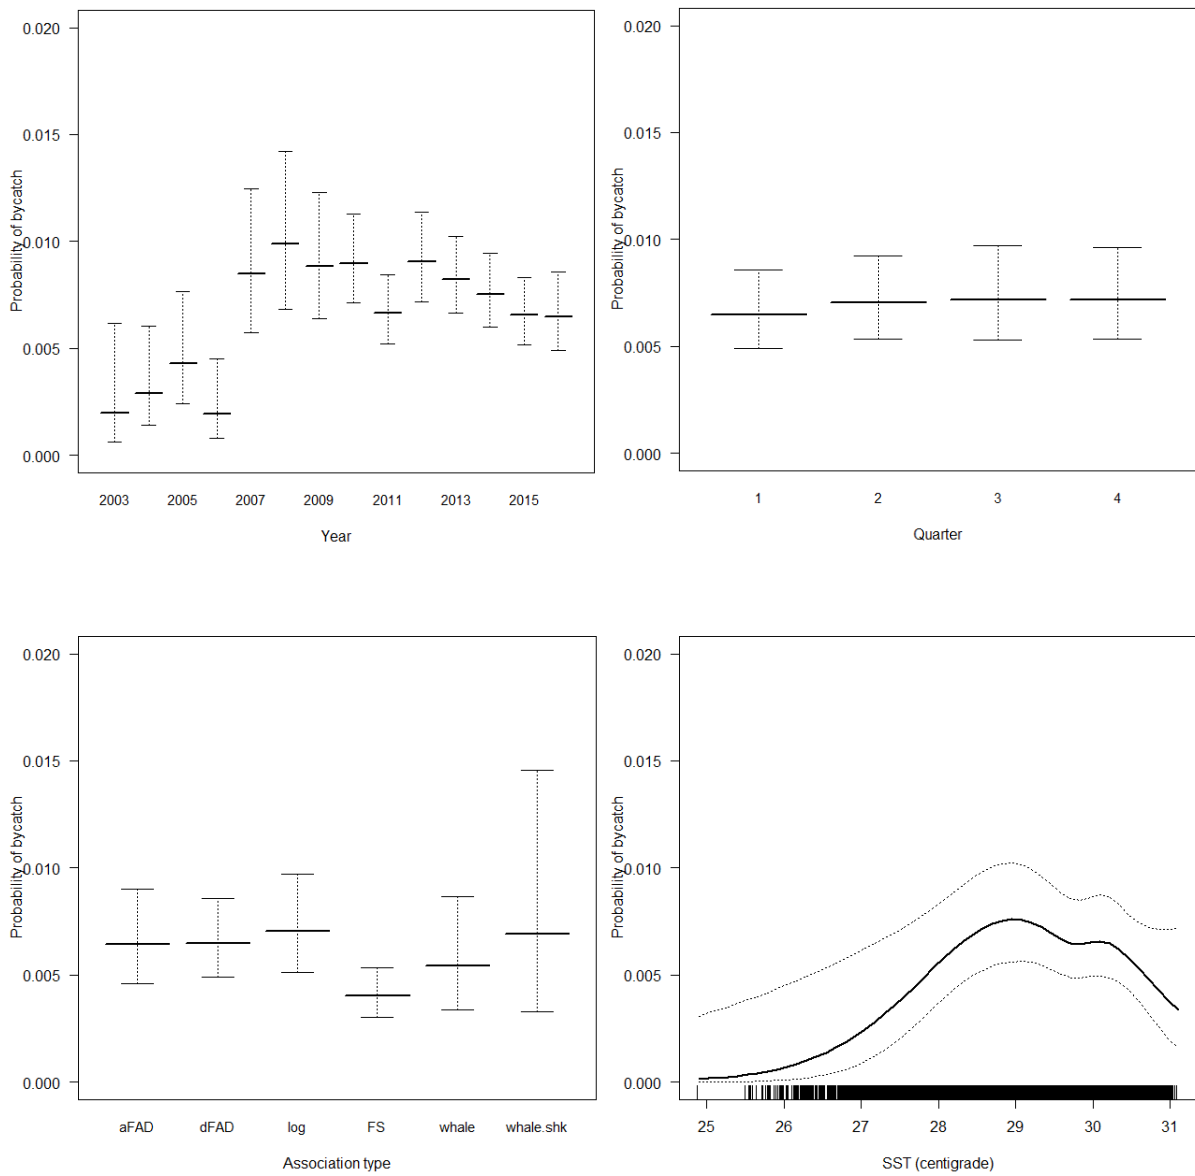 Probability of bycatch
0.020
0.015
0.010
0.005
0.000
2003 2005 2007 2009 2011 2013 2015
Year
Probability of bycatch
0.020
0.015
0.010
0.005
0.000
1 2 3 4
Quarter
Probability of bycatch
0.020
0.015
0.010
0.005
0.000
aFAD dFAD log FS whale whale.shk
Association type
Probability of bycatch
0.020
0.015
0.010
0.005
0.000
25 26 27 28 29 30 31
SST (centigrade)